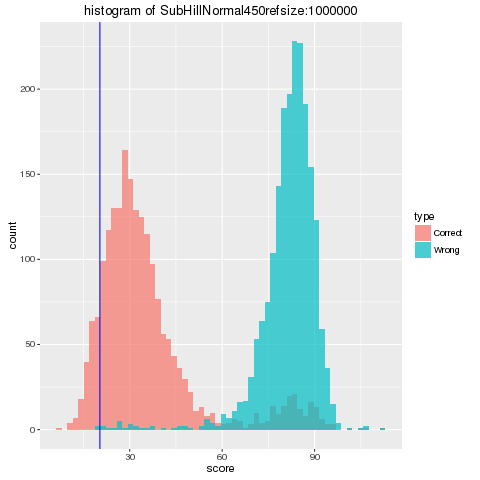 histogram of SubHillNormal450refsize:1000000
200
150
100
50
0
count
30
60
90
score
type
Correct
Wrong